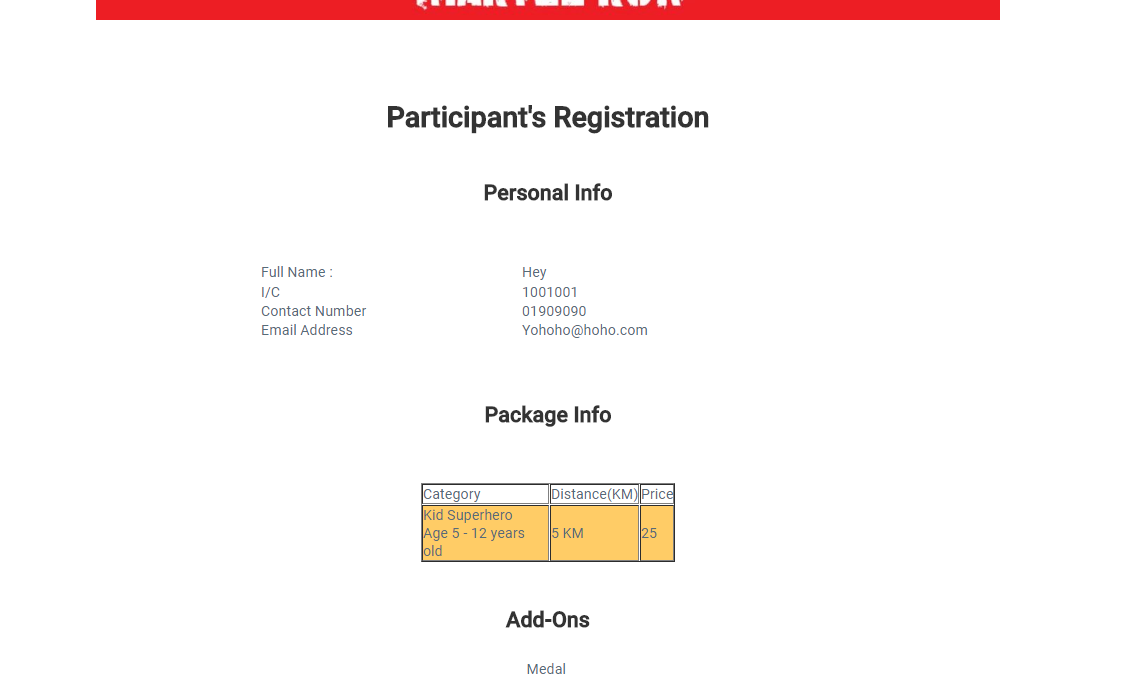 Participant's Registration
Personal Info
Full Name : Hey
I/C 1001001
Contact Number 01909090
Email Address Yohoho@hoho.com
Package Info
Category Distance(KM) Price
Kid Superhero
Age 5 - 12 years 5 KM 25
old
Add-Ons
Medal